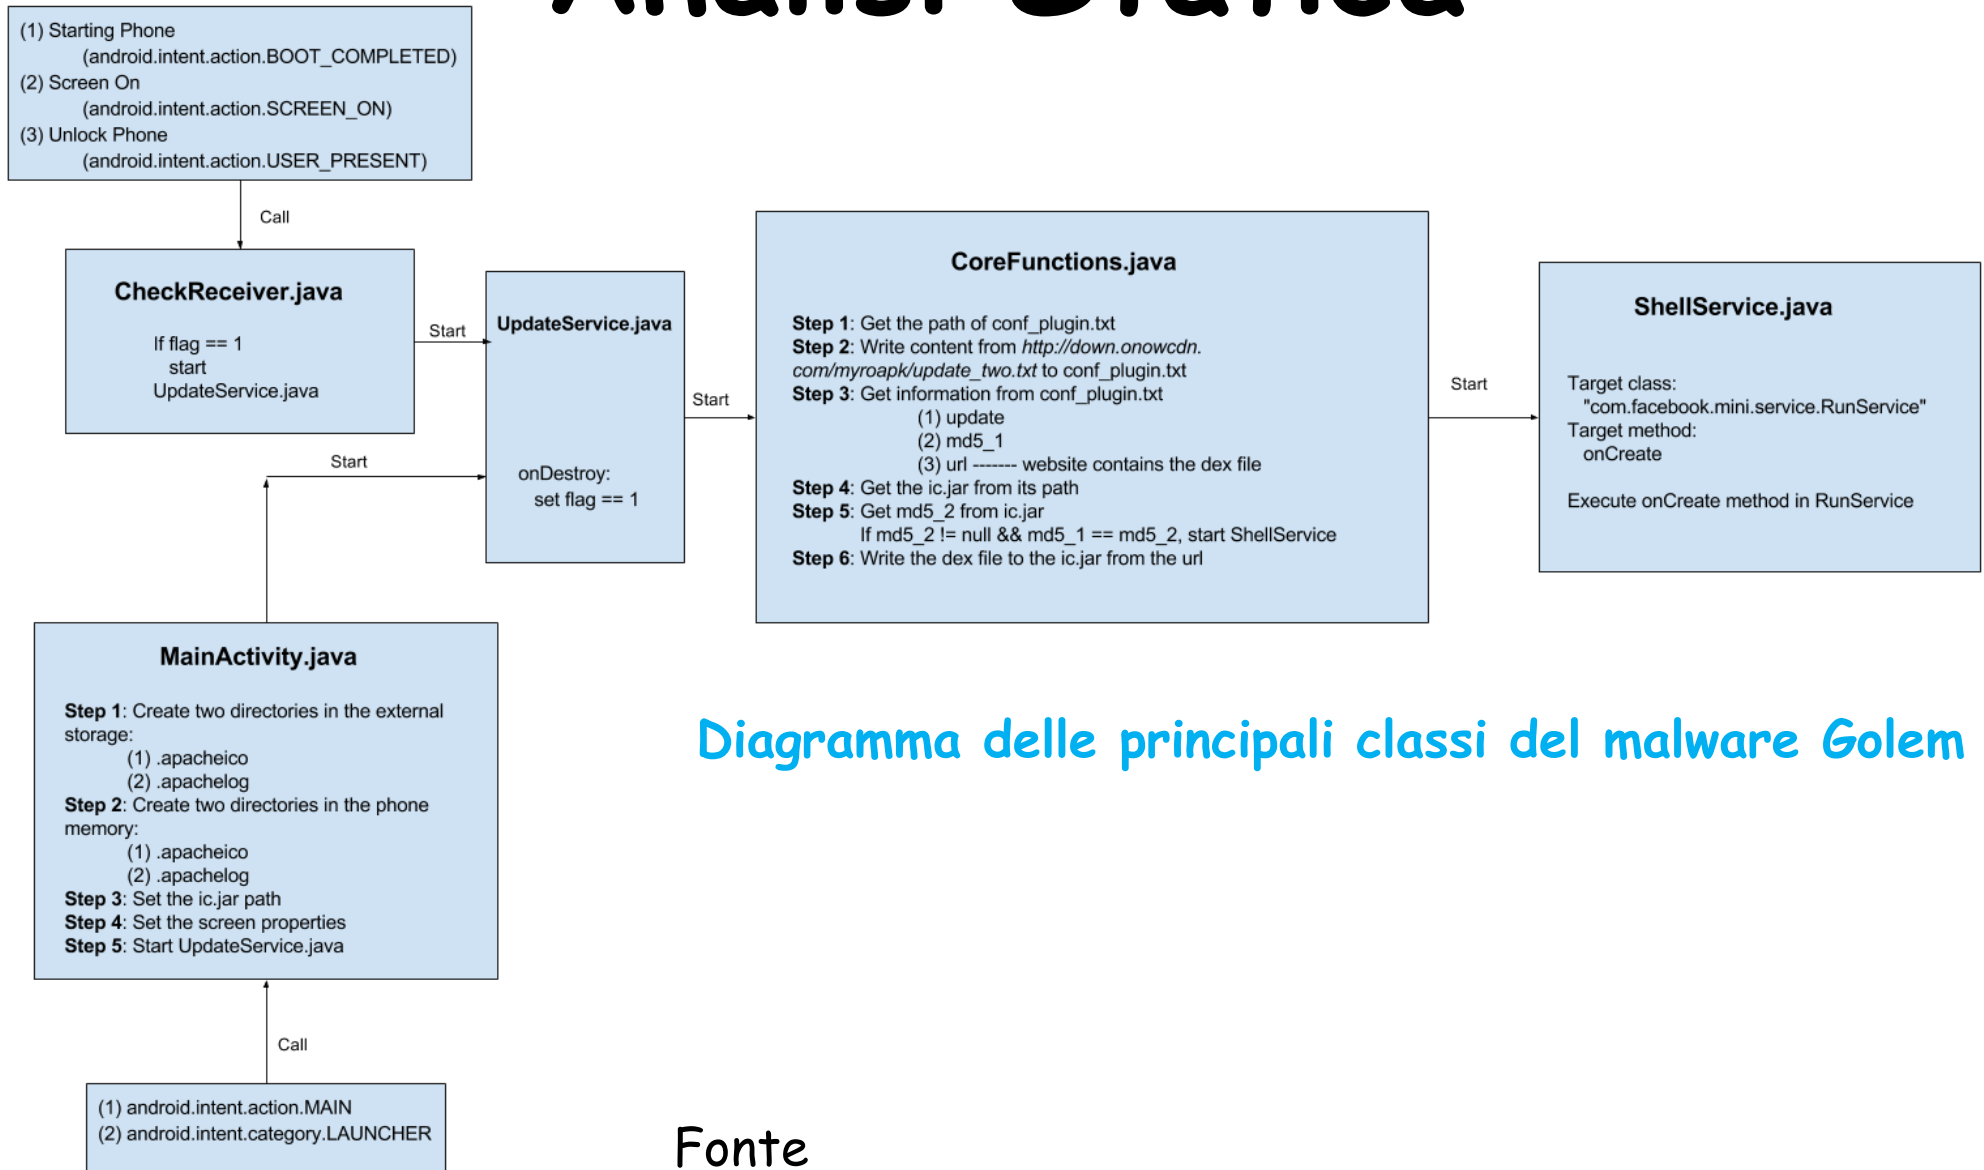 Analisi Statica
(1) Starting Phone
(android.intent.action.BOOT_COMPLETED)
(2) Screen On
(android.intent.action.SCREEN_ON)
(3) Unlock Phone
(android.intent.action.USER_PRESENT)
Call
CheckReceiver.java
If flag == 1
start
UpdateService.java
Start
UpdateService.java
onDestroy:
set flag == 1
Start
Start
CoreFunctions.java
Step 1: Get the path of conf_plugin.txt
Step 2: Write content from http://down.onowcdn.
com/myroapk/update_two.txt to conf_plugin.txt
Step 3: Get information from conf_plugin.txt
(1) update
(2) md5_1
(3) url ------- website contains the dex file
Step 4: Get the ic.jar from its path
Step 5: Get md5_2 from ic.jar
If md5_2 != null && md5_1 == md5_2, start ShellService
Step 6: Write the dex file to the ic.jar from the url
Start
ShellService.java
Target class:
"com.facebook.mini.service.RunService"
Target method:
onCreate
Execute onCreate method in RunService
MainActivity.java
Step 1: Create two directories in the external
storage:
(1) .apacheico
(2) .apachelog
Step 2: Create two directories in the phone
memory:
(1) .apacheico
(2) .apachelog
Step 3: Set the ic.jar path
Step 4: Set the screen properties
Step 5: Start UpdateService.java
Diagramma delle principali classi del malware Golem
Call
(1) android.intent.action.MAIN
(2) android.intent.category.LAUNCHER
Fonte